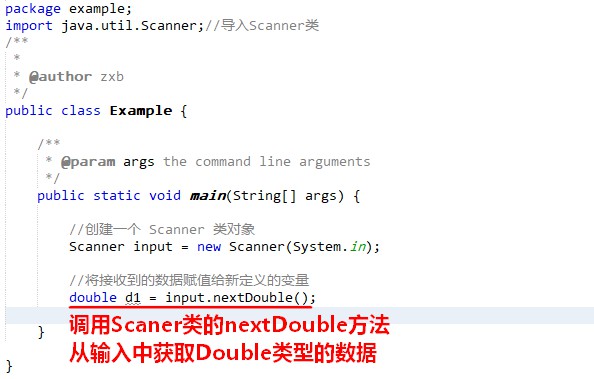 package example;
import java.util.Scanner;//导入Scanner类
/**
 *
 * @author zxb
 */
public class Example {
    /**
     * @param args the command line arguments
     */
    public static void main(String[] args) {
        //创建一个 Scanner 类对象
        Scanner input = new Scanner(System.in);
        //将接收到的数据赋值给新定义的变量
        double d1 = input.nextDouble();
        调用Scaner类的nextDouble方法
        从输入中获取Double类型的数据
    }
}